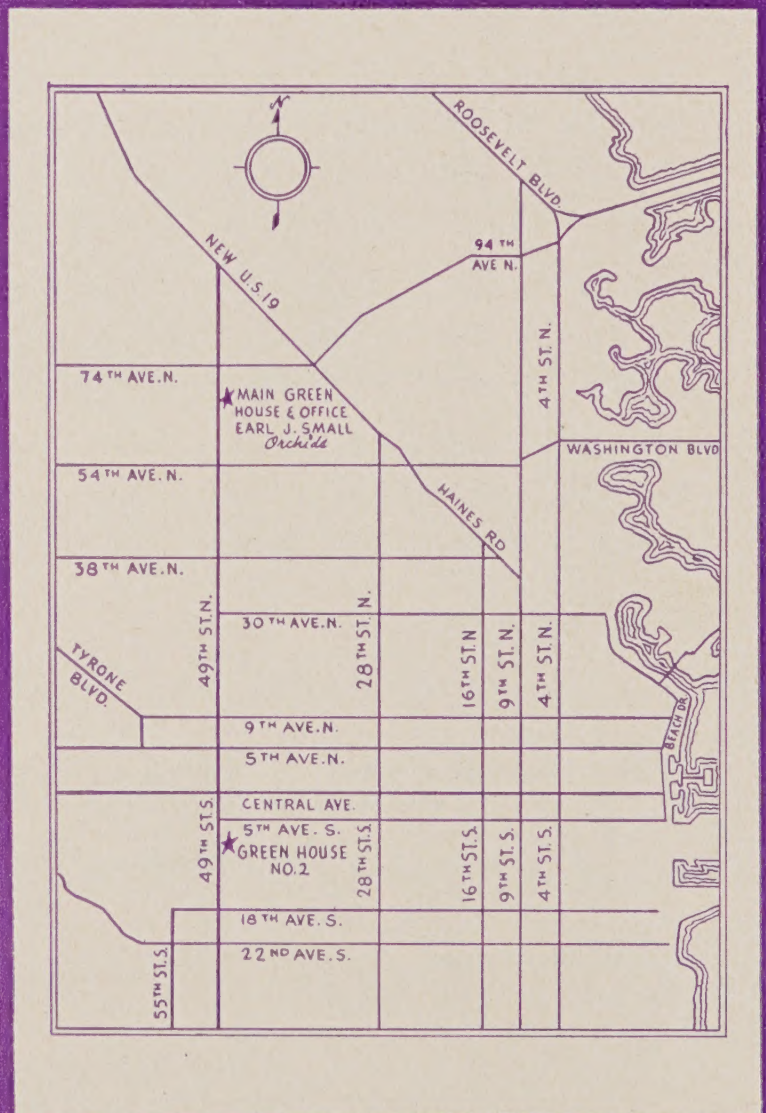 N
ROOSEVELT BLVD.
NEW U.S.19
94TH
AVE N.
4TH ST. N.
74TH AVE.N.
MAIN GREEN
HOUSE & OFFICE
EARL J. SMALL
Orchids
WASHINGTON BLVD
54TH AVE.N.
HAINES RD
38TH AVE.N.
49TH ST.N.
30TH AVE.N.
28TH ST. N.
16TH ST.N
9TH ST. N.
4TH ST. N.
TYRONE
BLVD.
9TH AVE.N.
BEACH DR.
5TH AVE.N.
CENTRAL AVE.
49TH ST.S.
5TH AVE. S.
GREEN HOUSE
NO.2
28TH ST.S.
16TH ST.S.
9TH ST. S.
4TH ST. S.
18TH AVE.S.
22ND AVE.S.
55TH ST.S.